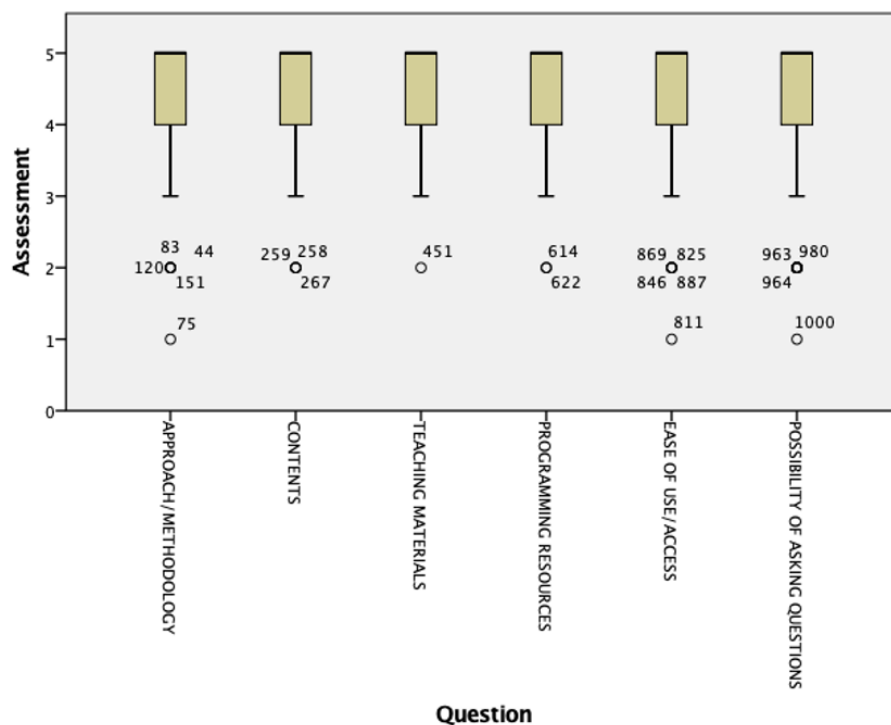 Assessment
5
4
3
2
1
0
83 44
120
151
75
259 258
267
451
614
622
869 825
846 887
811
963 980
964
1000
APPROACH/METHODOLOGY
CONTENTS
TEACHING MATERIALS
PROGRAMMING RESOURCES
EASE OF USE/ACCESS
POSSIBILITY OF ASKING QUESTIONS
Question